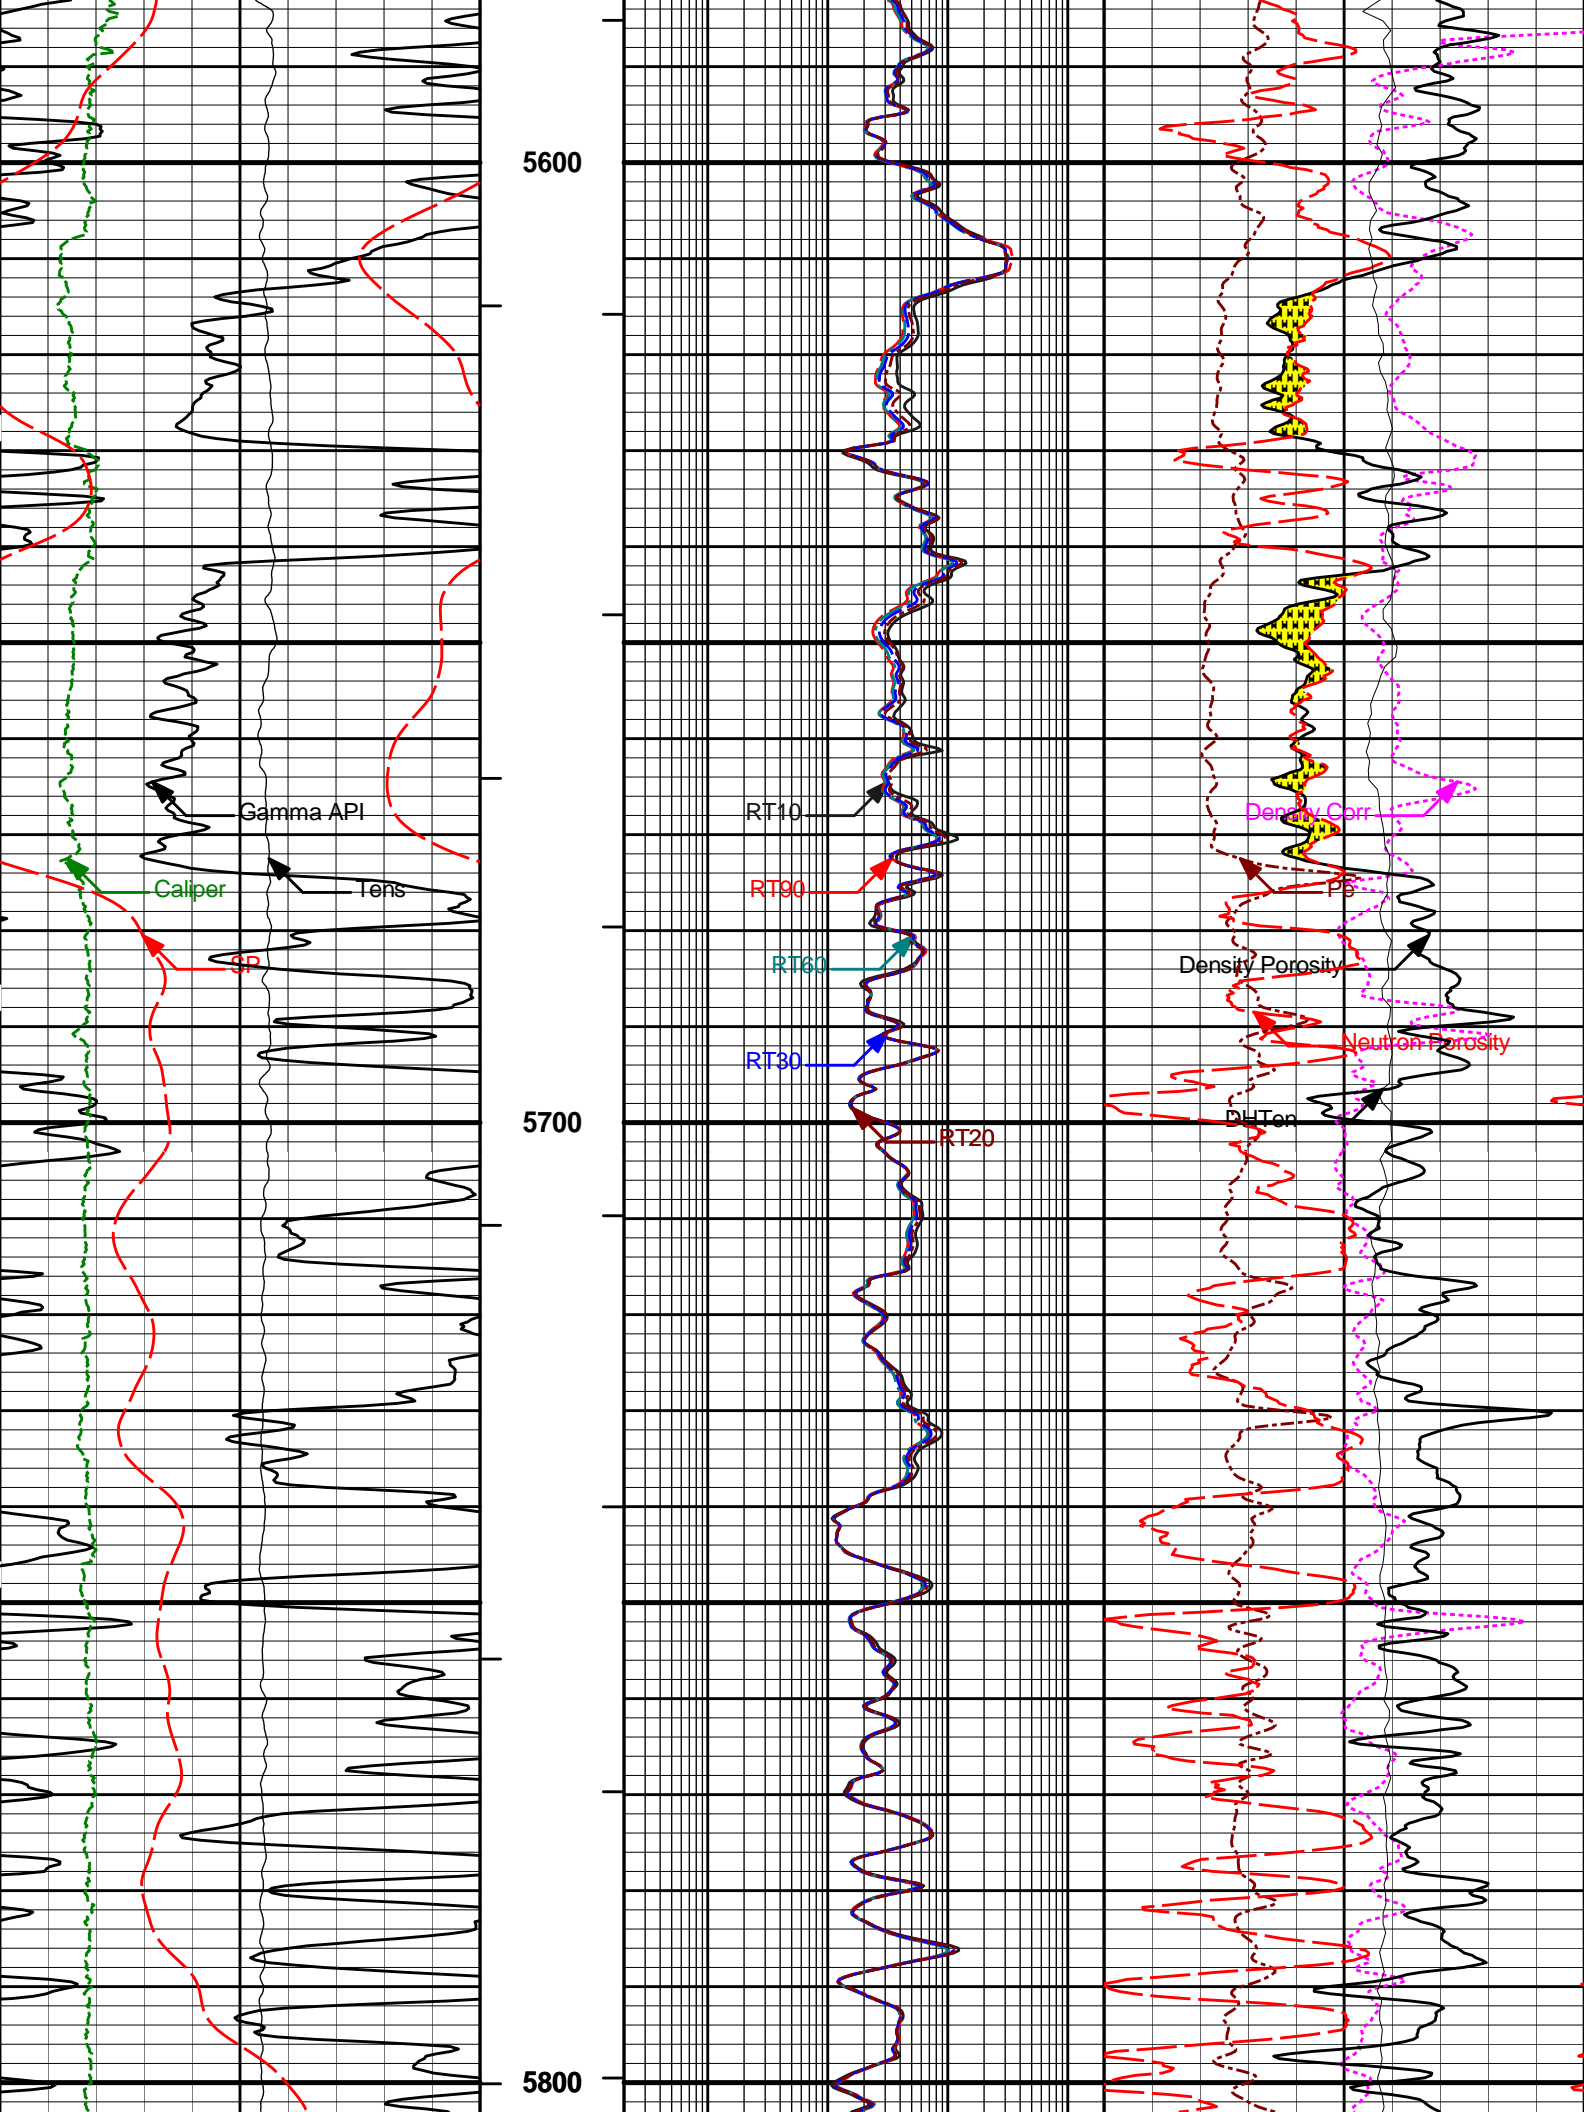 5600
Gamma API
RT10
Density Corr
Caliper
Tens
RT90
Pe
SP
RT60
Density Porosity
RT30
Neutron Porosity
5700
DHTen
RT20
5800